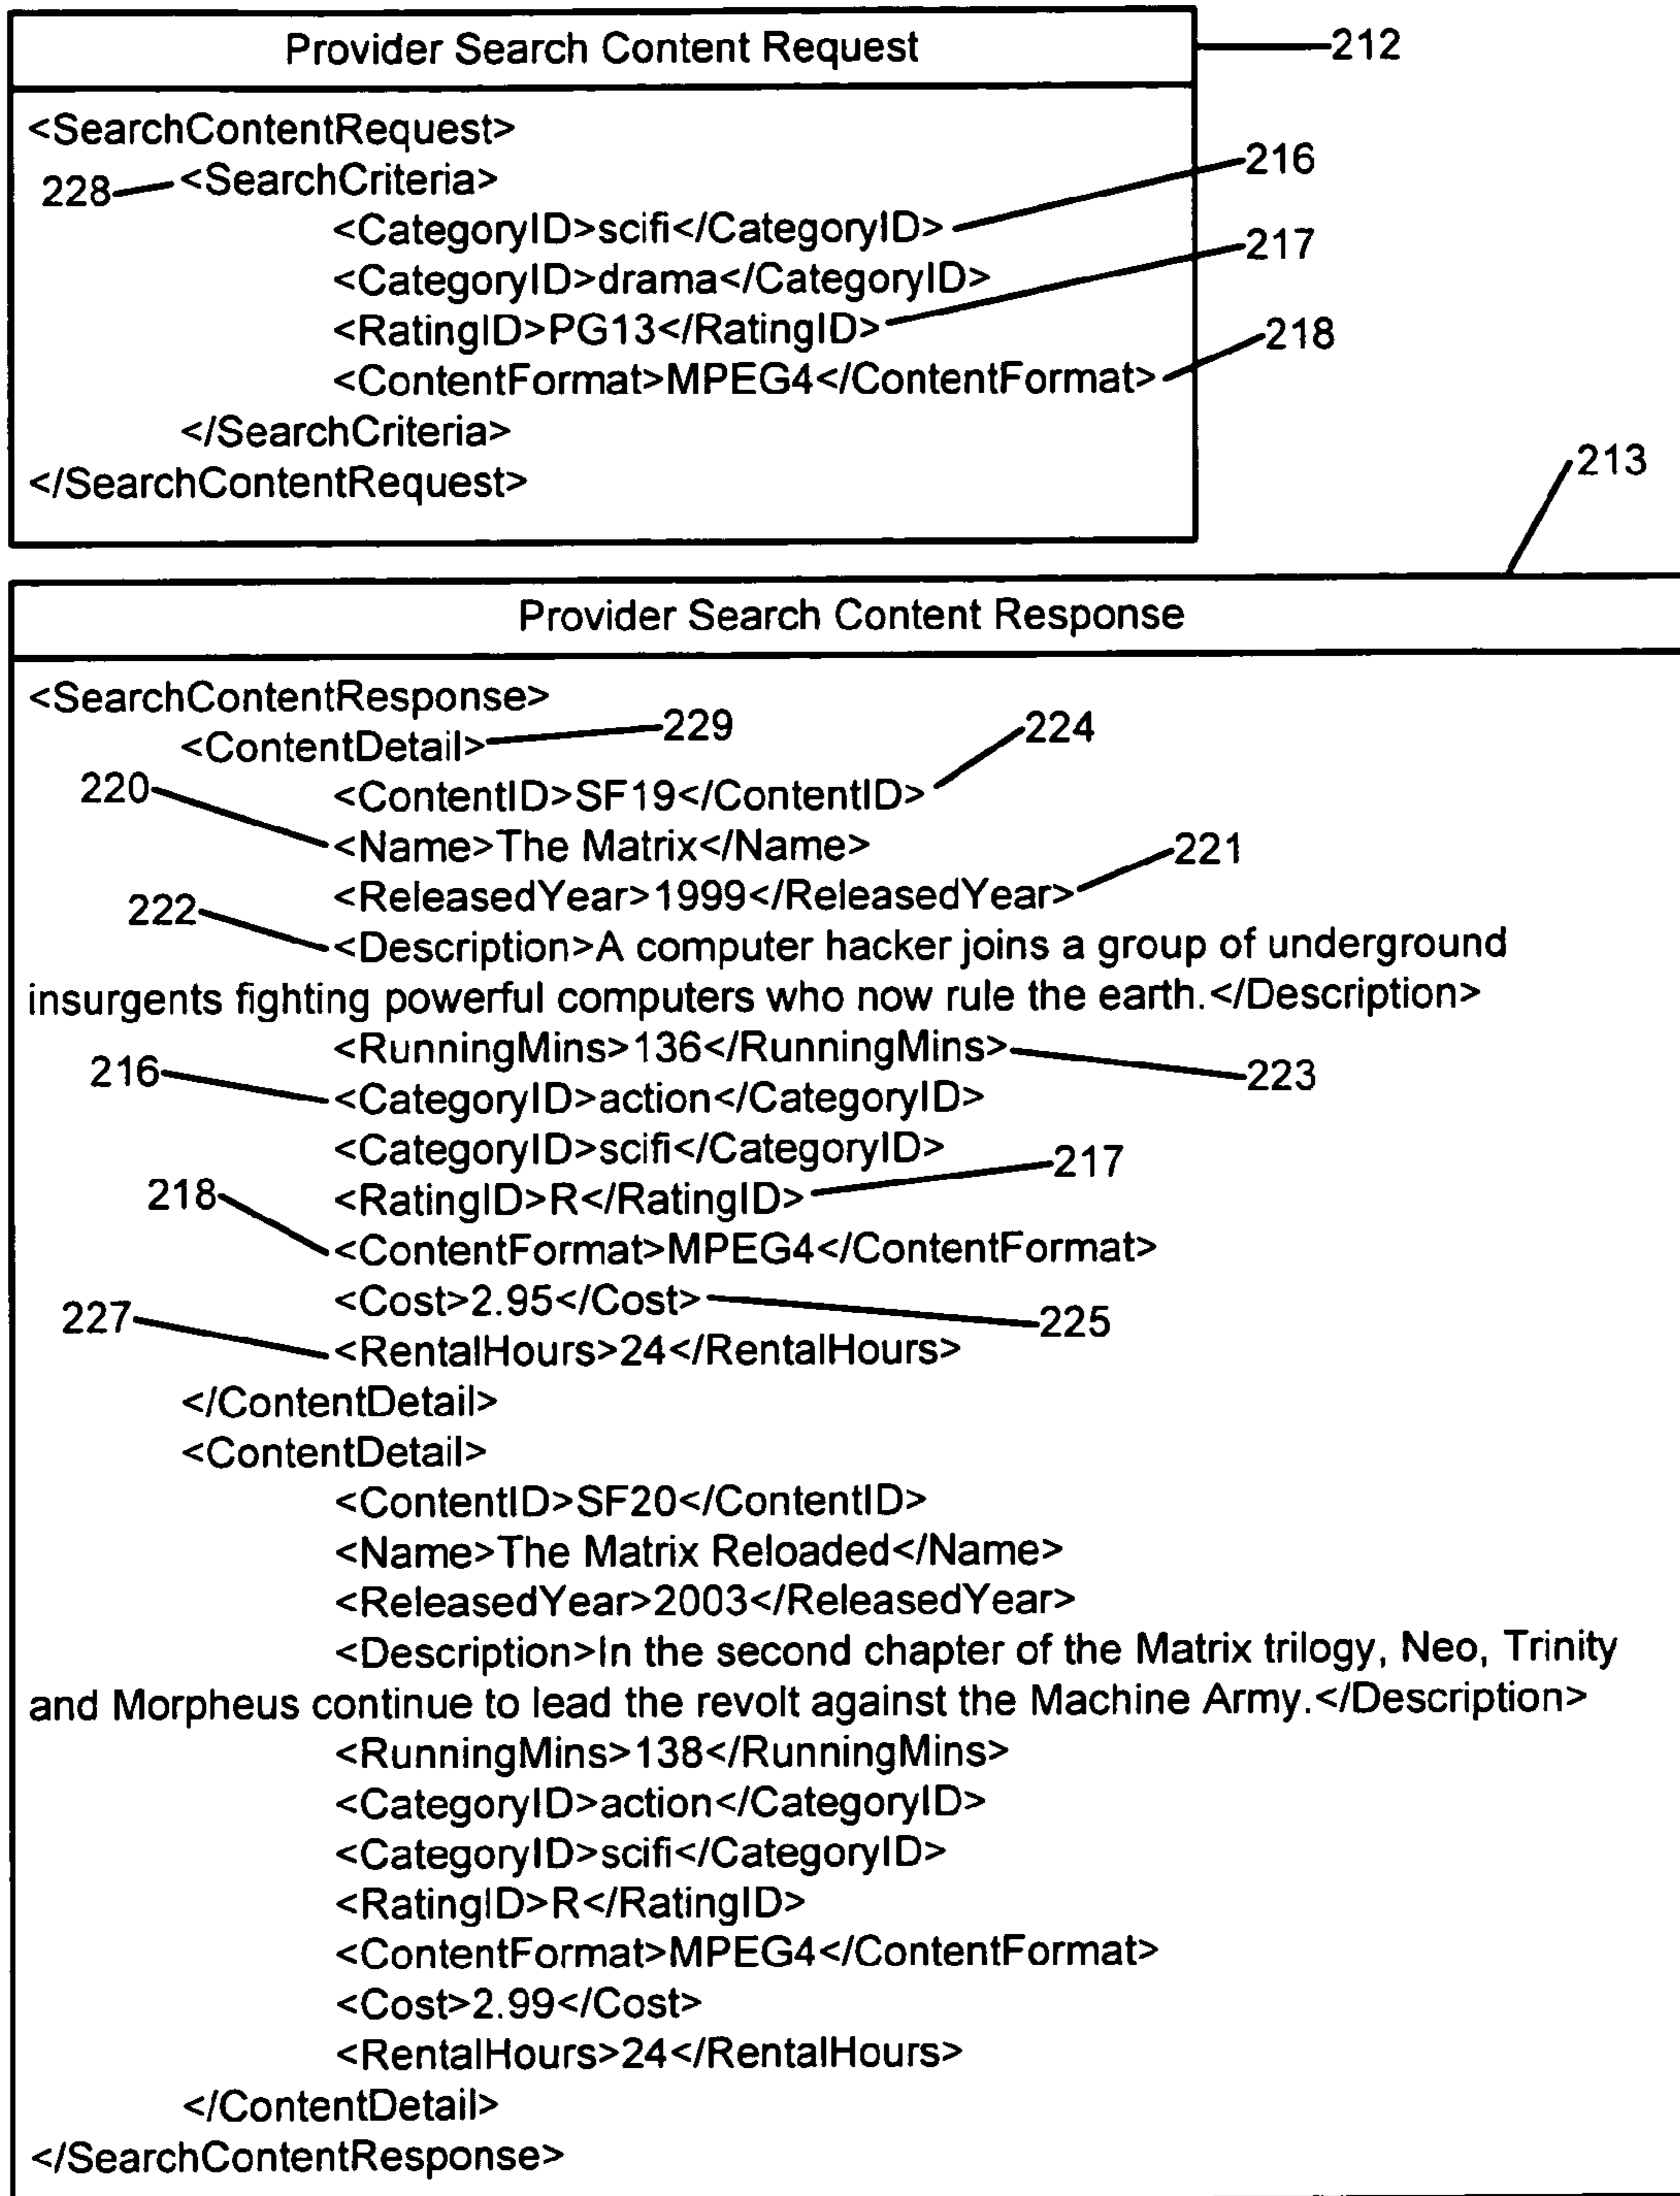 Provider Search Content Request 212
<SearchContentRequest>
228 <SearchCriteria> 216
<CategoryID>scifi</CategoryID>
<CategoryID>drama</CategoryID> 217
<RatingID>PG13</RatingID>
<ContentFormat>MPEG4</ContentFormat> 218
</SearchCriteria>
</SearchContentRequest>
213
Provider Search Content Response
<SearchContentResponse>
<ContentDetail> 229 224
220 <ContentID>SF19</ContentID>
<Name>The Matrix</Name> 221
222 <ReleasedYear>1999</ReleasedYear>
<Description>A computer hacker joins a group of underground
insurgents fighting powerful computers who now rule the earth.</Description>
<RunningMins>136</RunningMins> 223
216 <CategoryID>action</CategoryID>
<CategoryID>scifi</CategoryID> 217
218 <RatingID>R</RatingID>
<ContentFormat>MPEG4</ContentFormat>
<Cost>2.95</Cost> 225
227 <RentalHours>24</RentalHours>
</ContentDetail>
<ContentDetail>
<ContentID>SF20</ContentID>
<Name>The Matrix Reloaded</Name>
<ReleasedYear>2003</ReleasedYear>
<Description>In the second chapter of the Matrix trilogy, Neo, Trinity
and Morpheus continue to lead the revolt against the Machine Army.</Description>
<RunningMins>138</RunningMins>
<CategoryID>action</CategoryID>
<CategoryID>scifi</CategoryID>
<RatingID>R</RatingID>
<ContentFormat>MPEG4</ContentFormat>
<Cost>2.99</Cost>
<RentalHours>24</RentalHours>
</ContentDetail>
</SearchContentResponse>